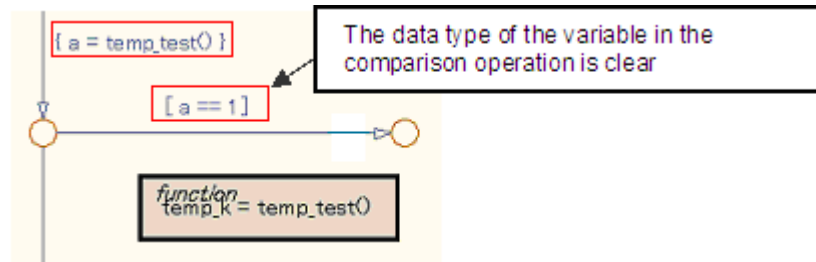 { a = temp_test() }
The data type of the variable in the
comparison operation is clear
[ a == 1 ]
function
temp_k = temp_test()